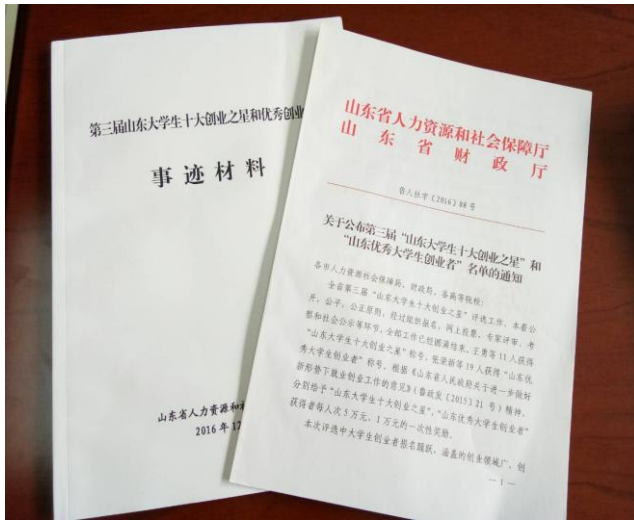 第三届山东大学生十大创业之星和优秀创业
事迹材料
山东省人力资源和社
2016年12
山东省人力资源和社会保障厅
山东省财政厅
鲁人社字〔2016〕88号
关于公布第三届“山东大学生十大创业之星”和
“山东优秀大学生创业者”名单的通知
各市人力资源社会保障局、财政局,各高等院校:
全省第三届“山东大学生十大创业之星”评选工作,本着公
开、公平、公正原则,经过组织报名、网上投票、专家评审、考
察和社会公示等环节,全部工作已经圆满结束,王勇等11人获得
“山东大学生十大创业之星”称号,张荣新等19人获得“山东优
秀大学生创业者”称号。根据《山东省人民政府关于进一步做好
新形势下就业创业工作的意见》(鲁政发〔2015〕21号)精神,
分别给予“山东大学生十大创业之星”、“山东优秀大学生创业者”
获得者每人次5万元、1万元的一次性奖励。
本次评选中大学生创业者报名踊跃,涵盖的创业领域广,创
— 1 —